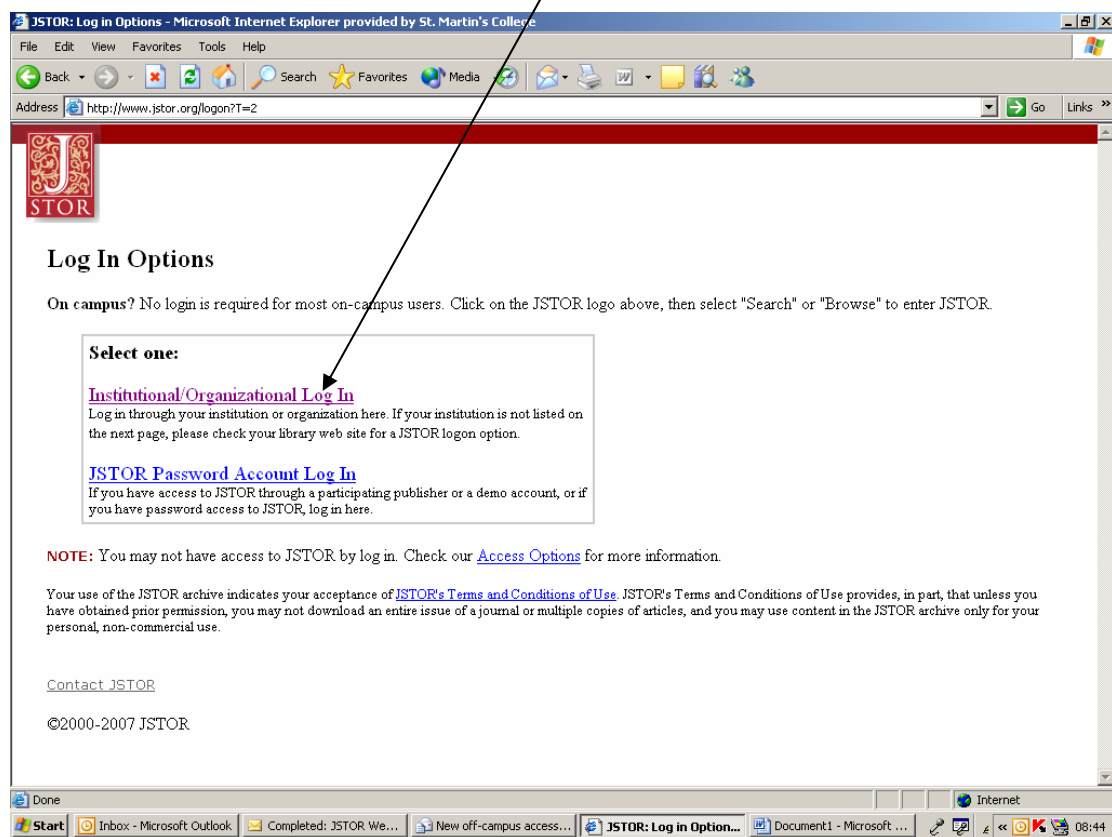 JSTOR: Log in Options - Microsoft Internet Explorer provided by St. Martin's College
File Edit View Favorites Tools Help
Back Search Favorites Media
Address http://www.jstor.org/logon?T=2 Go Links »
J
STOR
Log In Options
On campus? No login is required for most on-campus users. Click on the JSTOR logo above, then select "Search" or "Browse" to enter JSTOR.
Select one:
Institutional/Organizational Log In
Log in through your institution or organization here. If your institution is not listed on
the next page, please check your library web site for a JSTOR logon option.
JSTOR Password Account Log In
If you have access to JSTOR through a participating publisher or a demo account, or if
you have password access to JSTOR, log in here.
NOTE: You may not have access to JSTOR by log in. Check our Access Options for more information.
Your use of the JSTOR archive indicates your acceptance of JSTOR's Terms and Conditions of Use. JSTOR's Terms and Conditions of Use provides, in part, that unless you
have obtained prior permission, you may not download an entire issue of a journal or multiple copies of articles, and you may use content in the JSTOR archive only for your
personal, non-commercial use.
Contact JSTOR
©2000-2007 JSTOR
Done Internet
Start Inbox - Microsoft Outlook Completed: JSTOR We... New off-campus access... JSTOR: Log in Option... Document1 - Microsoft ... « K 08:44